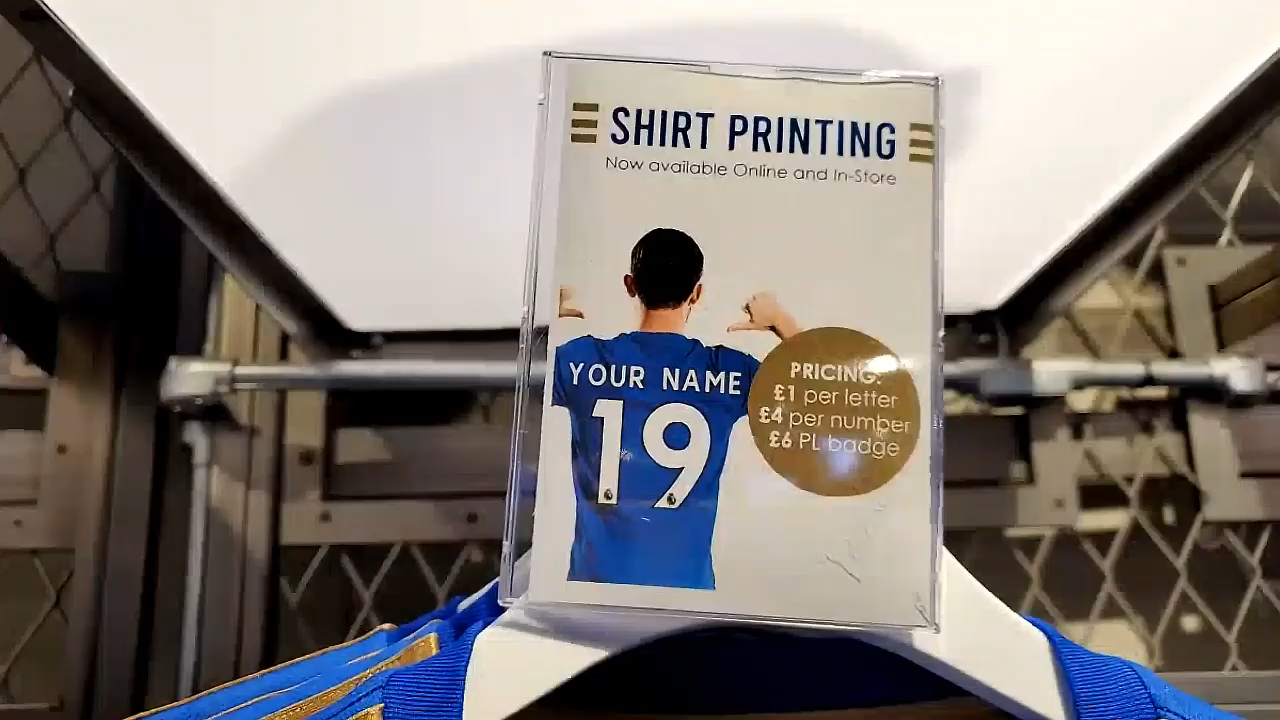 SHIRT PRINTING
Now available Online and In-Store
YOUR NAME
19
PRICING:
£1 per letter
£4 per number
£6 PL badge